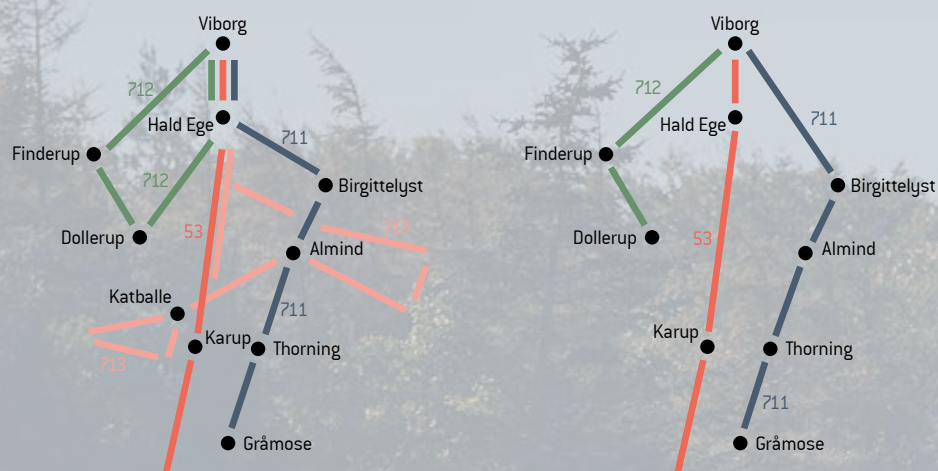 Viborg
712
Hald Ege
711
Finderup
712
Birgittelyst
Dollerup
53
713
Almind
Katballe
711
Karup
Thorning
713
Gråmose
Viborg
712
711
Hald Ege
Finderup
Birgittelyst
Dollerup
53
Almind
Karup
Thorning
711
Gråmose